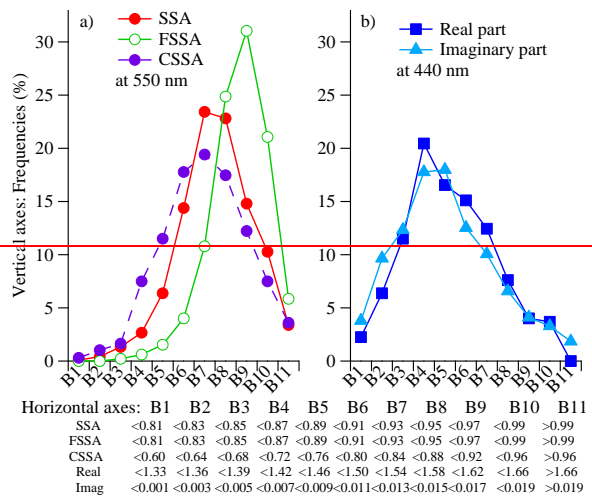 a)
SSA
FSSA
CSSA
at 550 nm
b)
Real part
Imaginary part
at 440 nm
Vertical axes: Frequencies (%)
30
25
20
15
10
5
0
30
25
20
15
10
5
0
B1 B2 B3 B4 B5 B6 B7 B8 B9 B10 B11
B1 B2 B3 B4 B5 B6 B7 B8 B9 B10 B11
Horizontal axes: B1 B2 B3 B4 B5 B6 B7 B8 B9 B10 B11
SSA <0.81 <0.83 <0.85 <0.87 <0.89 <0.91 <0.93 <0.95 <0.97 <0.99 >0.99
FSSA <0.81 <0.83 <0.85 <0.87 <0.89 <0.91 <0.93 <0.95 <0.97 <0.99 >0.99
CSSA <0.60 <0.64 <0.68 <0.72 <0.76 <0.80 <0.84 <0.88 <0.92 <0.96 >0.96
Real <1.33 <1.36 <1.39 <1.42 <1.46 <1.50 <1.54 <1.58 <1.62 <1.66 >1.66
Imag <0.001 <0.003 <0.005 <0.007 <0.009 <0.011 <0.013 <0.015 <0.017 <0.019 >0.019